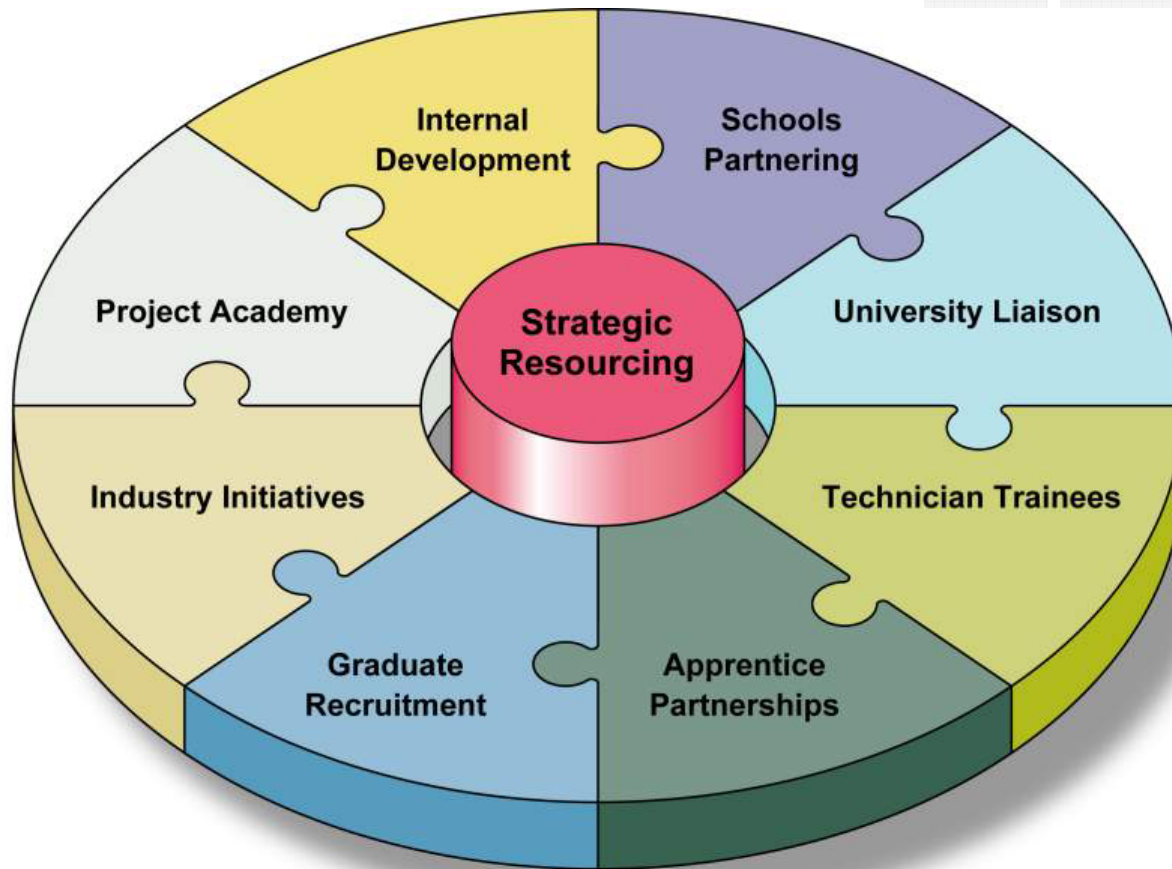 Internal
Development
Schools
Partnering
Project Academy
Strategic
Resourcing
University Liaison
Industry Initiatives
Technician Trainees
Graduate
Recruitment
Apprentice
Partnerships